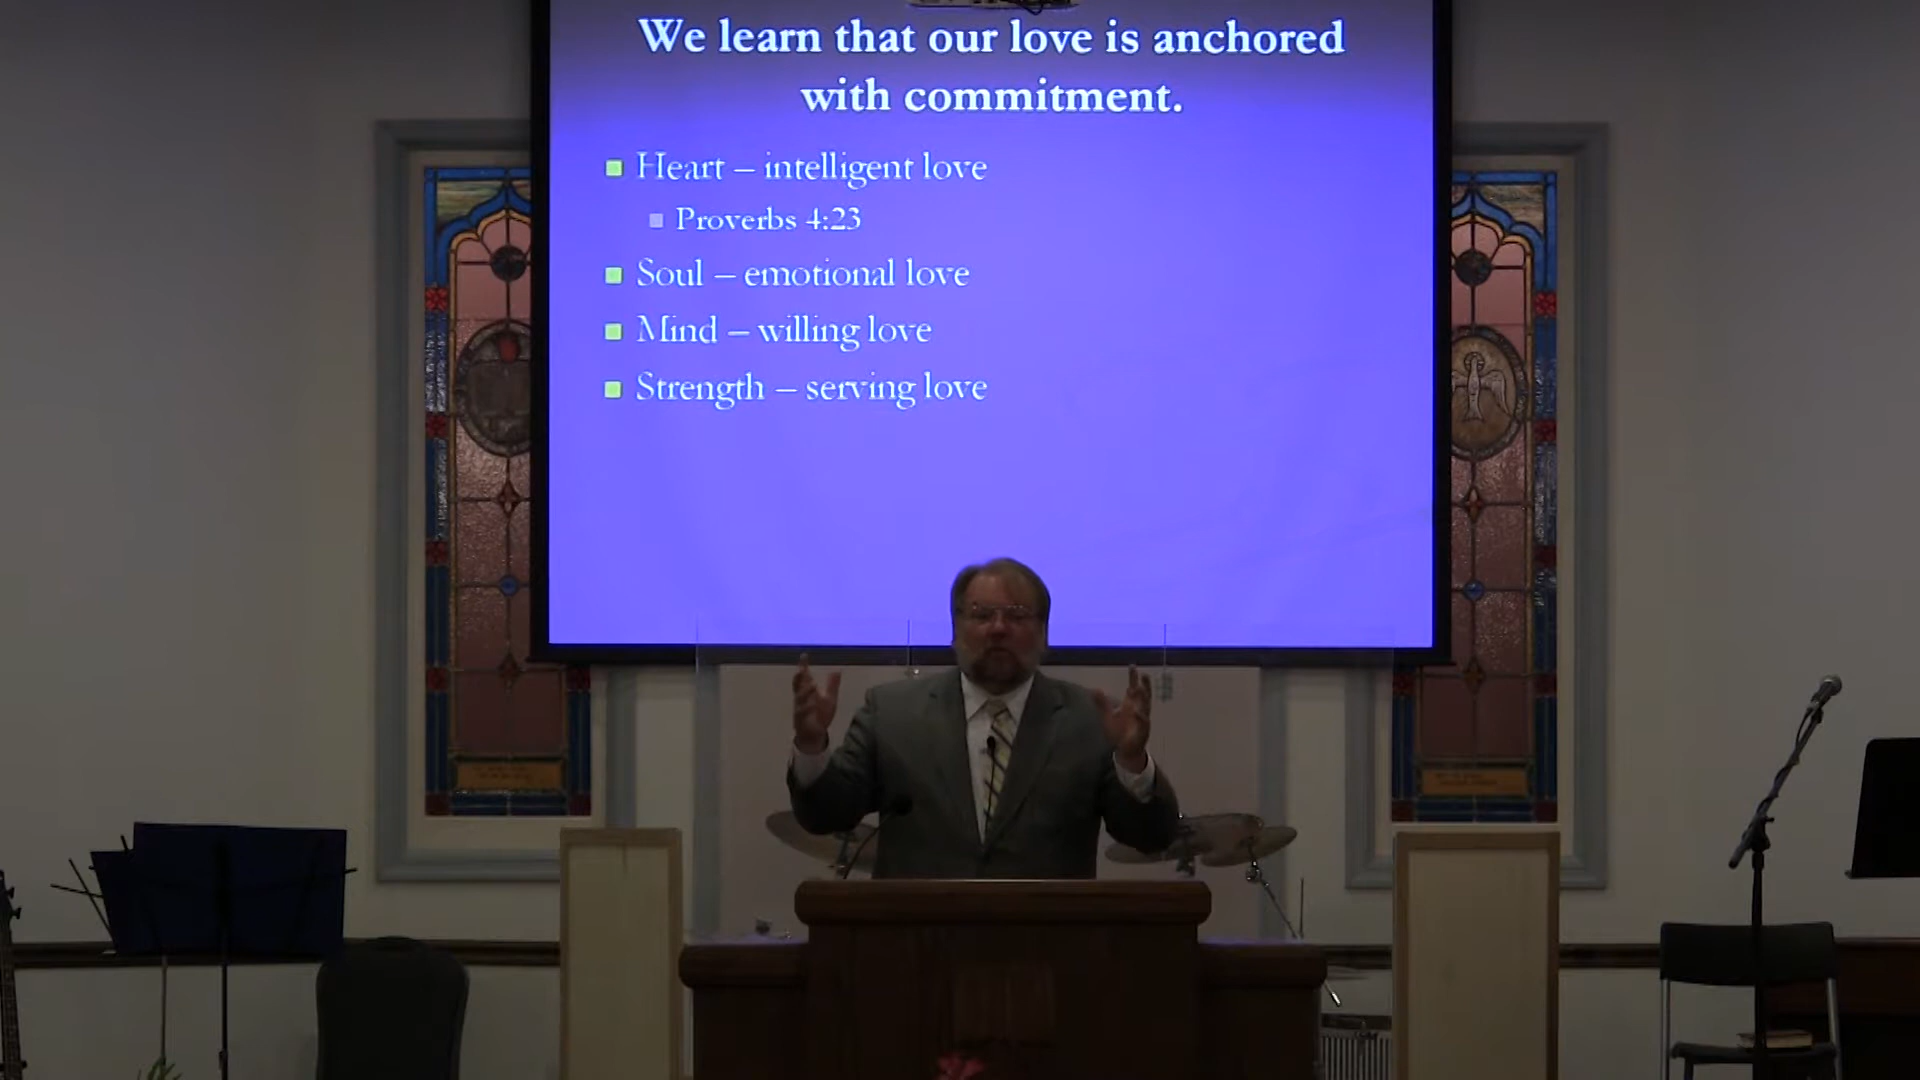 We learn that our love is anchored
with commitment.
Heart – intelligent love
Proverbs 4:23
Soul – emotional love
Mind – willing love
Strength – serving love